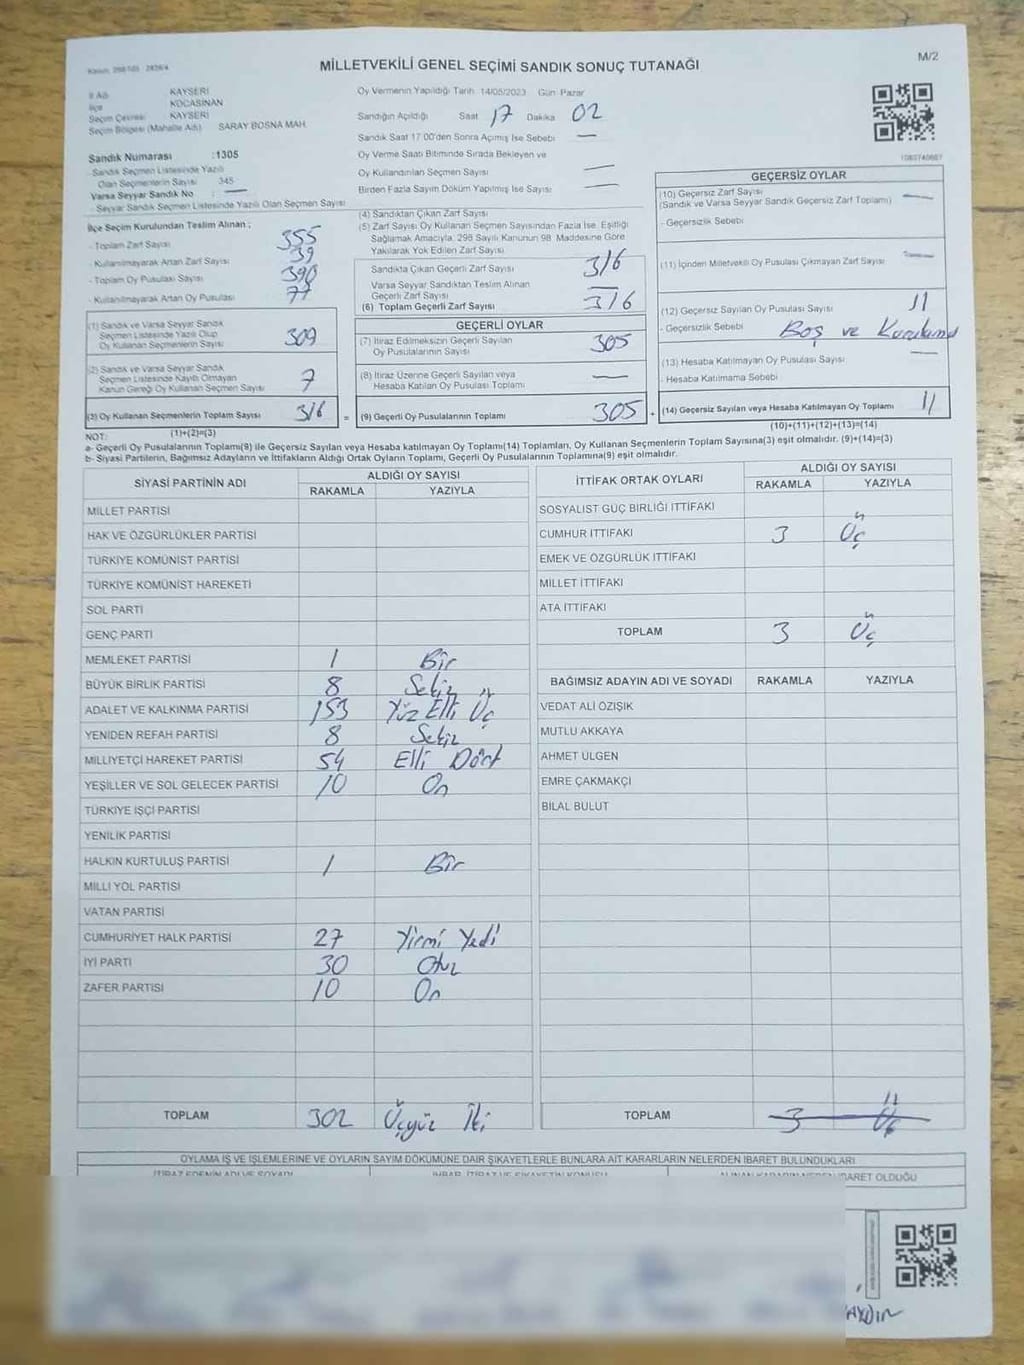 M/2
MİLLETVEKİLİ GENEL SEÇİMİ SANDIK SONUÇ TUTANAĞI
İl Adı KAYSERİ
İlçe KOCASİNAN
Seçim Çevresi KAYSERİ
Seçim Bölgesi (Mahalle Adı) SARAY BOSNA MAH.
Sandık Numarası :1305
- Sandık Seçmen Listesinde Yazılı
Olan Seçmenlerin Sayısı 345
Varsa Seyyar Sandık No : —
- Seyyar Sandık Listesinde Yazılı Olan Seçmen Sayısı
Oy Vermenin Yapıldığı Tarih 14/05/2023 Gün Pazar
Sandığın Açıldığı Saat 17 Dakika 02
Sandık Saat 17.00'den Sonra Açılmış İse Sebebi —
Oy Verme Saati Bitiminde Sırada Bekleyen ve
Oy Kullandırılan Seçmen Sayısı —
Birden Fazla Sayım Döküm Yapılmış İse Sayısı —
İlçe Seçim Kurulundan Teslim Alınan ;
- Toplam Zarf Sayısı 355
- Kullanılmayarak Artan Zarf Sayısı 39
- Toplam Oy Pusulası Sayısı 390
- Kullanılmayarak Artan Oy Pusulası 77
(1) Sandık ve Varsa Seyyar Sandık
Seçmen Listesinde Yazılı Olup
Oy Kullanan Seçmenlerin Sayısı 309
(2) Sandık ve Varsa Seyyar Sandık
Seçmen Listesinde Kayıtlı Olmayan
Kanun Gereği Oy Kullanan Seçmen Sayısı 7
(3) Oy Kullanan Seçmenlerin Toplam Sayısı 316 =
(1)+(2)=(3)
(4) Sandıktan Çıkan Zarf Sayısı
(5) Zarf Sayısı Oy Kullanan Seçmen Sayısından Fazla İse, Eşitliği
Sağlamak Amacıyla, 298 Sayılı Kanunun 98. Maddesine Göre
Yakılarak Yok Edilen Zarf Sayısı
Sandıkta Çıkan Geçerli Zarf Sayısı 316
Varsa Seyyar Sandıktan Teslim Alınan
Geçerli Zarf Sayısı —
(6) Toplam Geçerli Zarf Sayısı 316
GEÇERLİ OYLAR
(7) İtiraz Edilmeksizin Geçerli Sayılan
Oy Pusulalarının Sayısı 305
(8) İtiraz Üzerine Geçerli Sayılan veya
Hesaba Katılan Oy Pusulası Toplamı —
(9) Geçerli Oy Pusulalarının Toplamı 305 +
GEÇERSİZ OYLAR
(10) Geçersiz Zarf Sayısı —
(Sandık ve Varsa Seyyar Sandık Geçersiz Zarf Toplamı)
- Geçersizlik Sebebi
(11) İçinden Milletvekili Oy Pusulası Çıkmayan Zarf Sayısı —
(12) Geçersiz Sayılan Oy Pusulası Sayısı 11
- Geçersizlik Sebebi Boş ve
(13) Hesaba Katılmayan Oy Pusulası Sayısı —
- Hesaba Katılmama Sebebi
(14) Geçersiz Sayılan veya Hesaba Katılmayan Oy Toplamı 11
(10)+(11)+(12)+(13)=(14)
NOT:
a- Geçerli Oy Pusulalarının Toplamı(9) ile Geçersiz Sayılan veya Hesaba katılmayan Oy Toplamı(14) Toplamları, Oy Kullanan Seçmenlerin Toplam Sayısına(3) eşit olmalıdır. (9)+(14)=(3)
b- Siyasi Partilerin, Bağımsız Adayların ve İttifakların Aldığı Ortak Oyların Toplamı, Geçerli Oy Pusulalarının Toplamına(9) eşit olmalıdır.
SİYASİ PARTİNİN ADI ALDIĞI OY SAYISI
RAKAMLA YAZIYLA
MİLLET PARTİSİ
HAK VE ÖZGÜRLÜKLER PARTİSİ
TÜRKİYE KOMÜNİST PARTİSİ
TÜRKİYE KOMÜNİST HAREKETİ
SOL PARTİ
GENÇ PARTİ
MEMLEKET PARTİSİ 1 Bir
BÜYÜK BİRLİK PARTİSİ 8 Sekiz
ADALET VE KALKINMA PARTİSİ 153 Yüz Elli Üç
YENİDEN REFAH PARTİSİ 8 Sekiz
MİLLİYETÇİ HAREKET PARTİSİ 54 Elli Dört
YEŞİLLER VE SOL GELECEK PARTİSİ 10 On
TÜRKİYE İŞÇİ PARTİSİ
YENİLİK PARTİSİ
HALKIN KURTULUŞ PARTİSİ 1 Bir
MİLLİ YOL PARTİSİ
VATAN PARTİSİ
CUMHURİYET HALK PARTİSİ 27 Yirmi Yedi
İYİ PARTİ 30 Otuz
ZAFER PARTİSİ 10 On
TOPLAM 302 Üçyüz İki
İTTİFAK ORTAK OYLARI ALDIĞI OY SAYISI
RAKAMLA YAZIYLA
SOSYALİST GÜÇ BİRLİĞİ İTTİFAKI
CUMHUR İTTİFAKI 3 Üç
EMEK VE ÖZGÜRLÜK İTTİFAKI
MİLLET İTTİFAKI
ATA İTTİFAKI
TOPLAM 3 Üç
BAĞIMSIZ ADAYIN ADI VE SOYADI RAKAMLA YAZIYLA
VEDAT ALİ ÖZIŞIK
MUTLU AKKAYA
AHMET ÜLGEN
EMRE ÇAKMAKÇİ
BİLAL BULUT
TOPLAM 3 Üç
OYLAMA İŞ VE İŞLEMLERİNE VE OYLARIN SAYIM DÖKÜMÜNE DAİR ŞİKAYETLERLE BUNLARA AİT KARARLARIN NELERDEN İBARET BULUNDUKLARI
İTİRAZ EDENİN ADI VE SOYADI İHBAR, İTİRAZ VE ŞİKAYETİN KONUSU ALINAN KARARIN NEDEN İBARET OLDUĞU
AYDIN